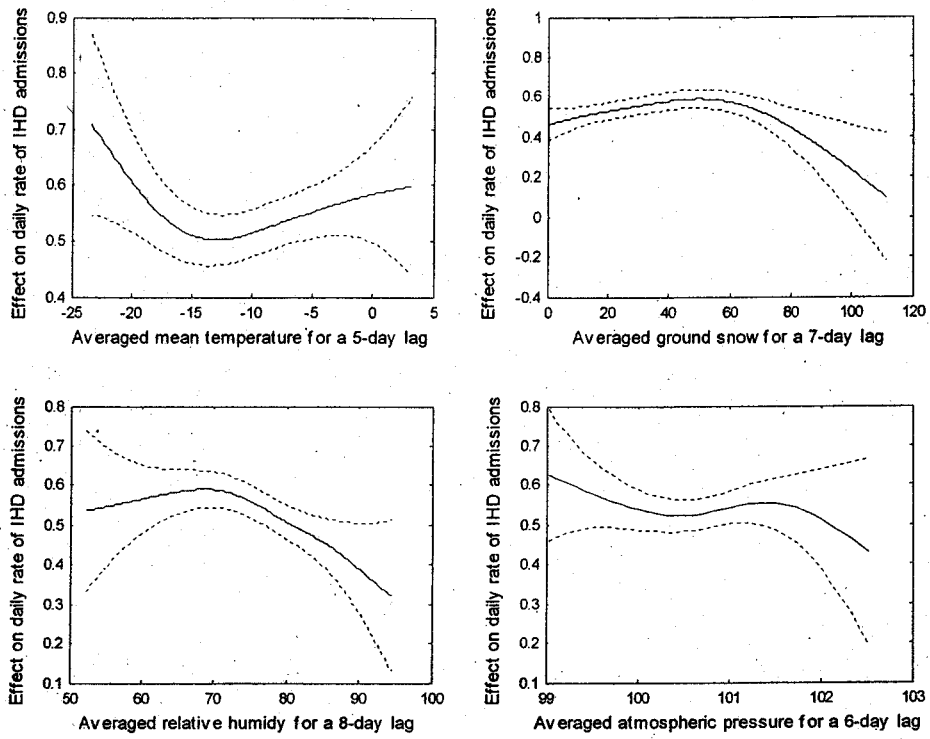 Effect on daily rate of IHD admissions
0.9
0.8
0.7
0.6
0.5
0.4
-25 -20 -15 -10 -5 0 5
Averaged mean temperature for a 5-day lag
Effect on daily rate of IHD admissions
1
0.8
0.6
0.4
0.2
0
-0.2
-0.4
0 20 40 60 80 100 120
Averaged ground snow for a 7-day lag
Effect on daily rate of IHD admissions
0.8
0.7
0.6
0.5
0.4
0.3
0.2
0.1
50 60 70 80 90 100
Averaged relative humidy for a 8-day lag
Effect on daily rate of IHD admissions
0.8
0.7
0.6
0.5
0.4
0.3
0.2
0.1
99 100 101 102 103
Averaged atmospheric pressure for a 6-day lag